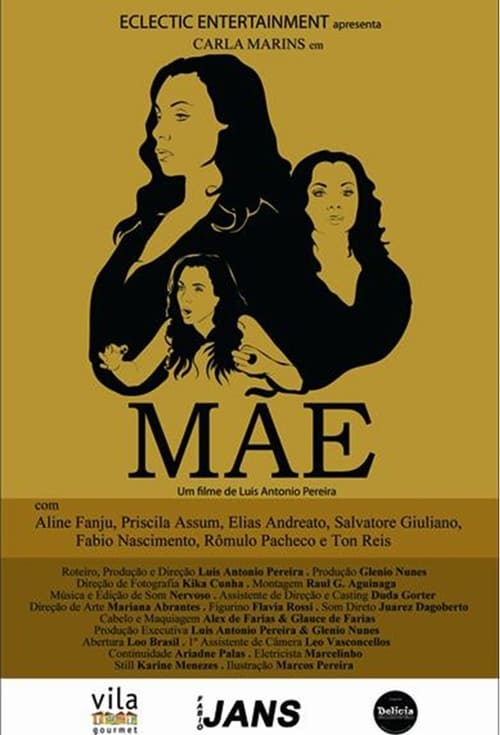 ECLECTIC ENTERTAINMENT apresenta
CARLA MARINS em
MÃE
Um filme de Luis Antonio Pereira
com
Aline Fanju, Priscila Assum, Elias Andreato, Salvatore Giuliano,
Fabio Nascimento, Rômulo Pacheco e Ton Reis
Roteiro, Produção e Direção Luis Antonio Pereira . Produção Glenio Nunes
Direção de Fotografia Kika Cunha . Montagem Raul G. Aguinaga
Música e Edição de Som Nervoso . Assistente de Direção e Casting Duda Gorter
Direção de Arte Mariana Abrantes . Figurino Flavia Rossi . Som Direto Juarez Dagoberto
Cabelo e Maquiagem Alex de Farias & Glauce de Farias
Produção Executiva Luis Antonio Pereira & Glenio Nunes
Abertura Loo Brasil . 1ª Assistente de Câmera Leo Vasconcellos
Continuidade Ariadne Palas . Eletricista Marcelinho
Still Karine Menezes . Ilustração Marcos Pereira
vila
gourmet
FABIO
JANS
Delícia